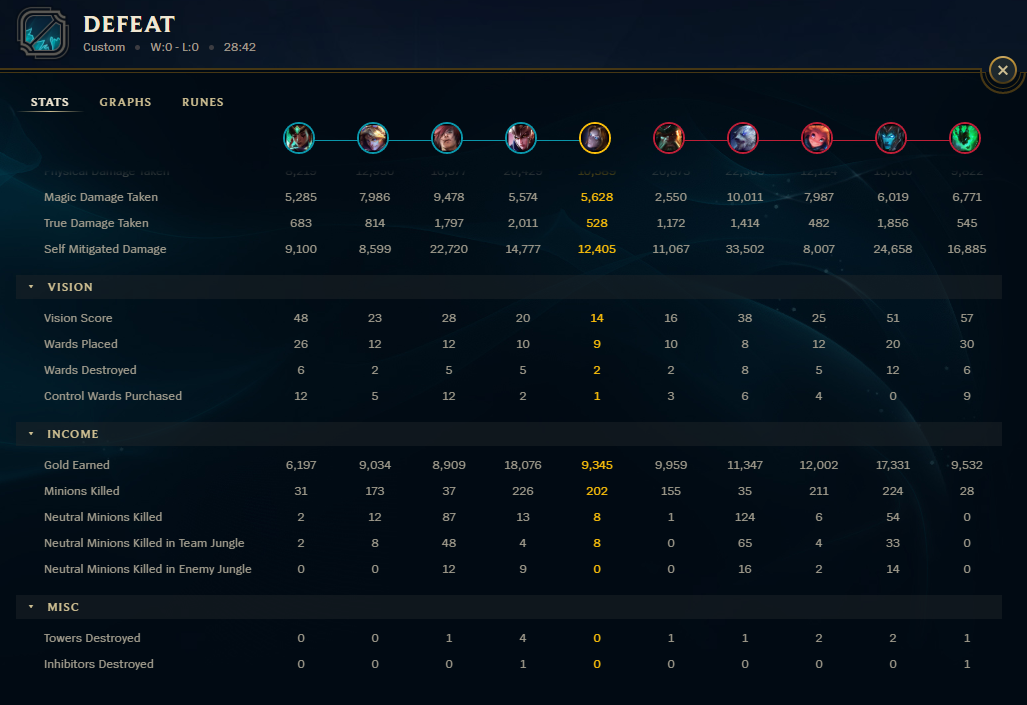 DEFEAT
Custom • W:0 - L:0 • 28:42
STATS GRAPHS RUNES
Physical Damage Taken
Magic Damage Taken 5,285 7,986 9,478 5,574 5,628 2,550 10,011 7,987 6,019 6,771
True Damage Taken 683 814 1,797 2,011 528 1,172 1,414 482 1,856 545
Self Mitigated Damage 9,100 8,599 22,720 14,777 12,405 11,067 33,502 8,007 24,658 16,885
VISION
Vision Score 48 23 28 20 14 16 38 25 51 57
Wards Placed 26 12 12 10 9 10 8 12 20 30
Wards Destroyed 6 2 5 5 2 2 8 5 12 6
Control Wards Purchased 12 5 12 2 1 3 6 4 0 9
INCOME
Gold Earned 6,197 9,034 8,909 18,076 9,345 9,959 11,347 12,002 17,331 9,532
Minions Killed 31 173 37 226 202 155 35 211 224 28
Neutral Minions Killed 2 12 87 13 8 1 124 6 54 0
Neutral Minions Killed in Team Jungle 2 8 48 4 8 0 65 4 33 0
Neutral Minions Killed in Enemy Jungle 0 0 12 9 0 0 16 2 14 0
MISC
Towers Destroyed 0 0 1 4 0 1 1 2 2 1
Inhibitors Destroyed 0 0 0 1 0 0 0 0 0 1